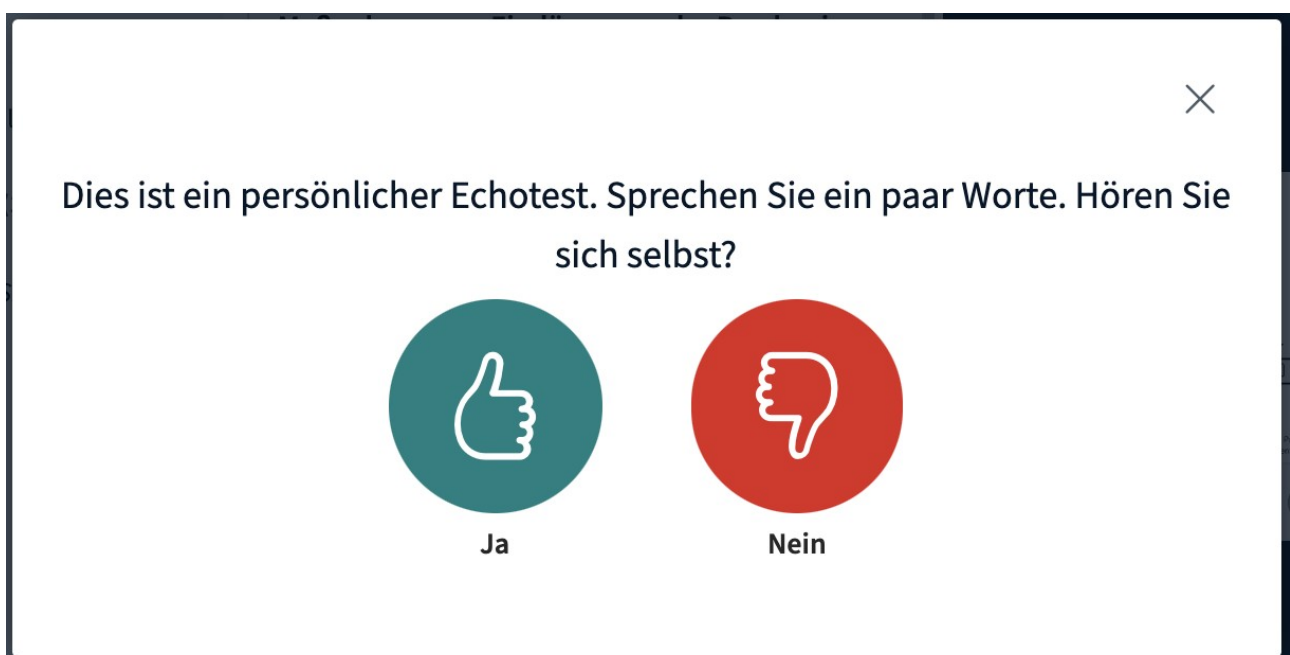 Dies ist ein persönlicher Echotest. Sprechen Sie ein paar Worte. Hören Sie
sich selbst?
Ja
Nein